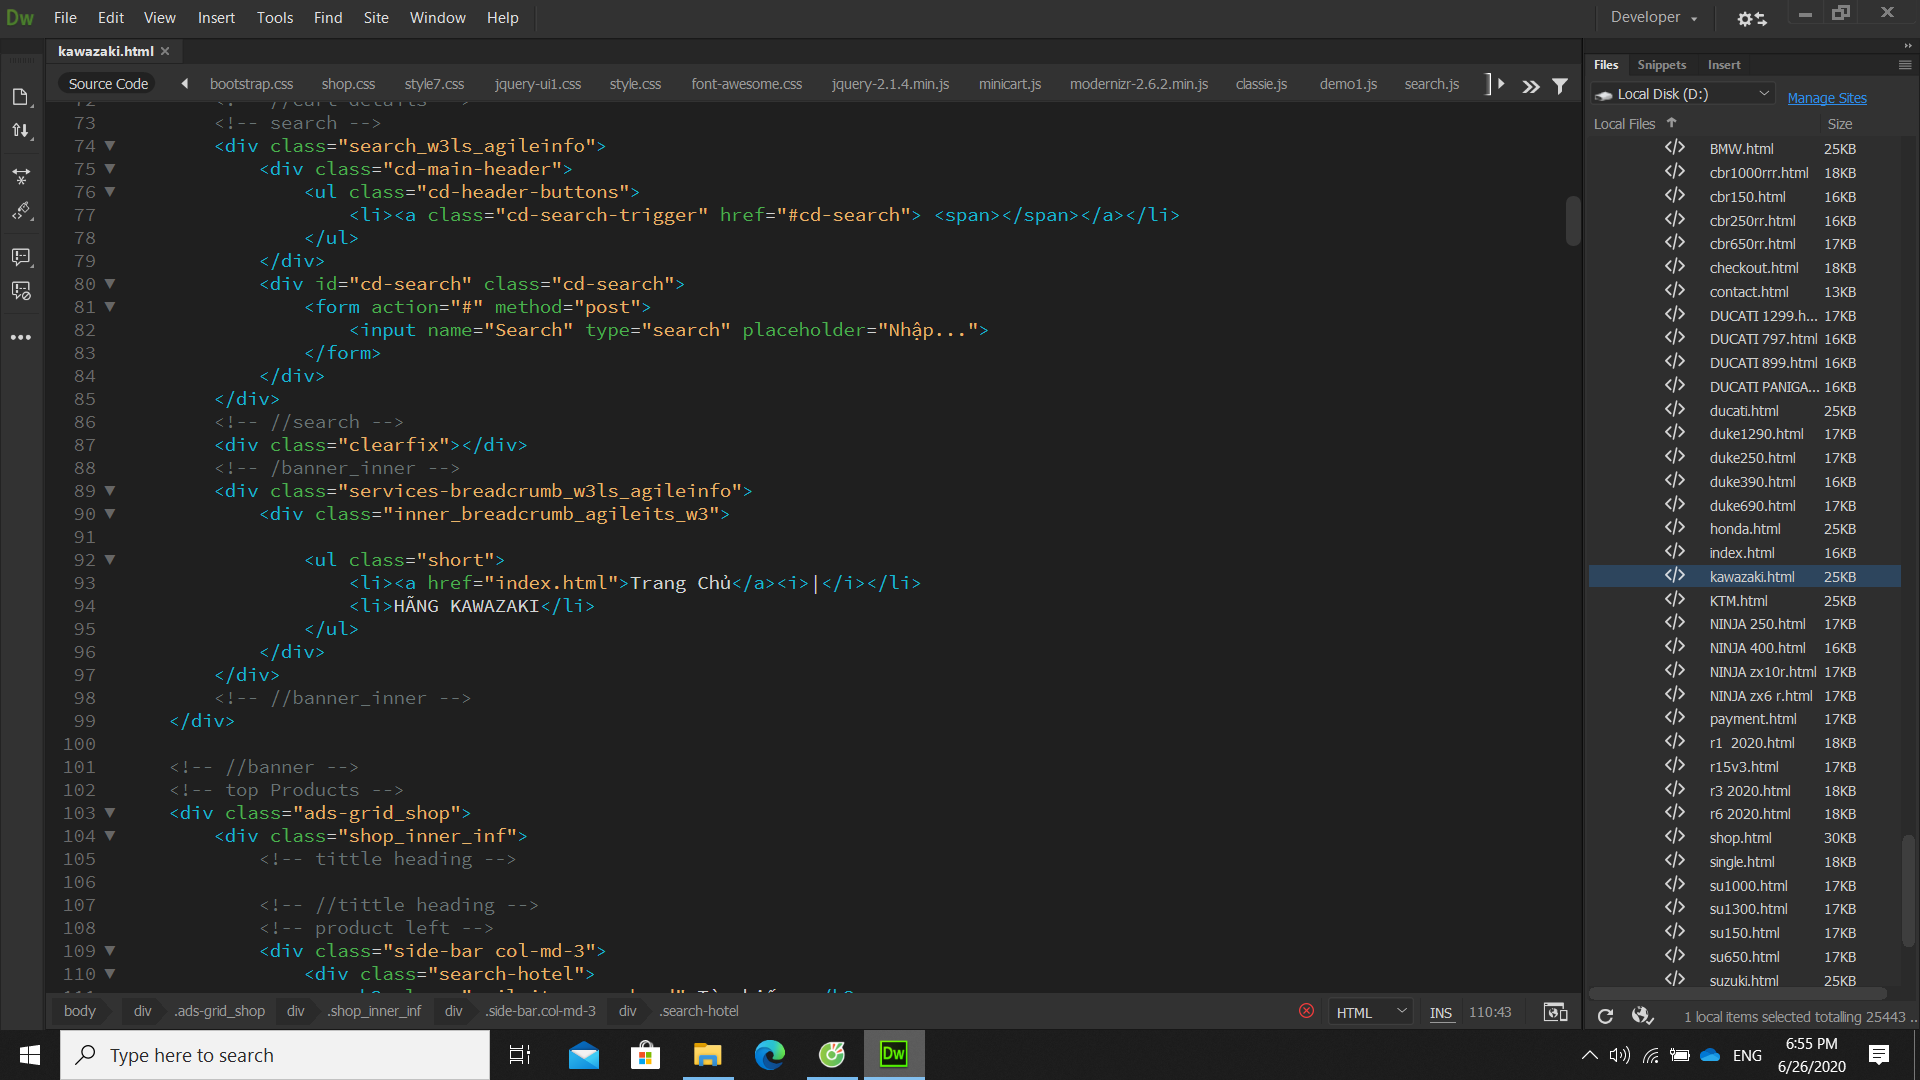 Dw File Edit View Insert Tools Find Site Window Help Developer
kawazaki.html
Source Code bootstrap.css shop.css style7.css jquery-ui1.css style.css font-awesome.css jquery-2.1.4.min.js minicart.js modernizr-2.6.2.min.js classie.js demo1.js search.js
73 <!-- search -->
74 <div class="search_w3ls_agileinfo">
75 <div class="cd-main-header">
76 <ul class="cd-header-buttons">
77 <li><a class="cd-search-trigger" href="#cd-search"> <span></span></a></li>
78 </ul>
79 </div>
80 <div id="cd-search" class="cd-search">
81 <form action="#" method="post">
82 <input name="Search" type="search" placeholder="Nhập...">
83 </form>
84 </div>
85 </div>
86 <!-- //search -->
87 <div class="clearfix"></div>
88 <!-- /banner_inner -->
89 <div class="services-breadcrumb_w3ls_agileinfo">
90 <div class="inner_breadcrumb_agileits_w3">
91
92 <ul class="short">
93 <li><a href="index.html">Trang Chủ</a><i>|</i></li>
94 <li>HÃNG KAWAZAKI</li>
95 </ul>
96 </div>
97 </div>
98 <!-- //banner_inner -->
99 </div>
100
101 <!-- //banner -->
102 <!-- top Products -->
103 <div class="ads-grid_shop">
104 <div class="shop_inner_inf">
105 <!-- tittle heading -->
106
107 <!-- //tittle heading -->
108 <!-- product left -->
109 <div class="side-bar col-md-3">
110 <div class="search-hotel">
body div .ads-grid_shop div .shop_inner_inf div .side-bar.col-md-3 div .search-hotel HTML INS 110:43
Files Snippets Insert
Local Disk (D:) Manage Sites
Local Files Size
BMW.html 25KB
cbr1000rrr.html 18KB
cbr150.html 16KB
cbr250rr.html 16KB
cbr650rr.html 17KB
checkout.html 18KB
contact.html 13KB
DUCATI 1299.h... 17KB
DUCATI 797.html 16KB
DUCATI 899.html 16KB
DUCATI PANIGA... 16KB
ducati.html 25KB
duke1290.html 17KB
duke250.html 17KB
duke390.html 16KB
duke690.html 17KB
honda.html 25KB
index.html 16KB
kawazaki.html 25KB
KTM.html 25KB
NINJA 250.html 17KB
NINJA 400.html 16KB
NINJA zx10r.html 17KB
NINJA zx6 r.html 17KB
payment.html 17KB
r1 2020.html 18KB
r15v3.html 17KB
r3 2020.html 18KB
r6 2020.html 18KB
shop.html 30KB
single.html 18KB
su1000.html 17KB
su1300.html 17KB
su150.html 17KB
su650.html 17KB
suzuki.html 25KB
1 local items selected totalling 25443 ..
Type here to search
Dw
ENG
6:55 PM
6/26/2020